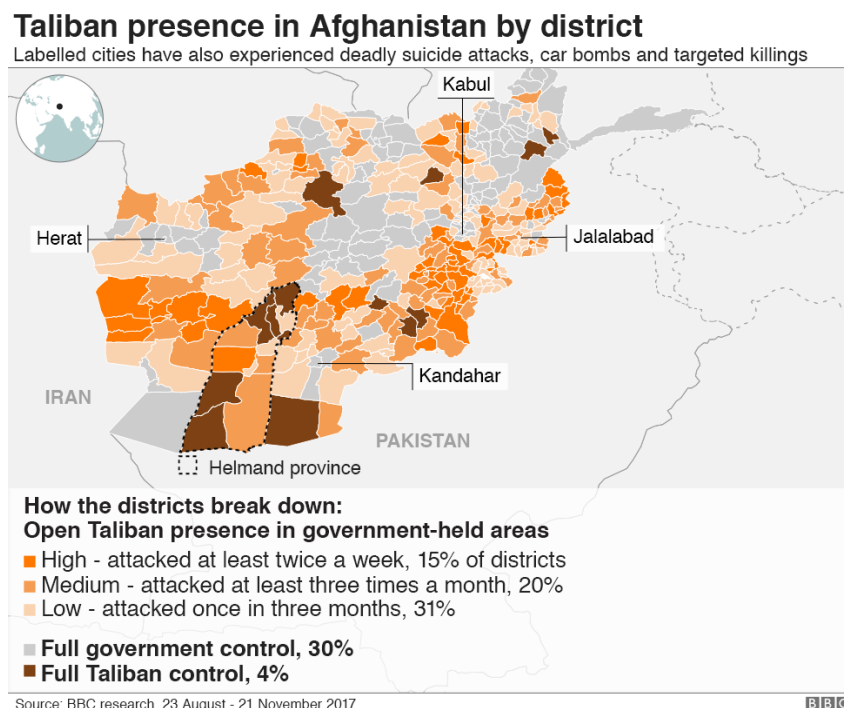 Taliban presence in Afghanistan by district
Labelled cities have also experienced deadly suicide attacks, car bombs and targeted killings
Kabul
Herat
Jalalabad
Kandahar
IRAN
PAKISTAN
Helmand province
How the districts break down:
Open Taliban presence in government-held areas
High - attacked at least twice a week, 15% of districts
Medium - attacked at least three times a month, 20%
Low - attacked once in three months, 31%
Full government control, 30%
Full Taliban control, 4%
Source: BBC research, 23 August - 21 November 2017
BBC